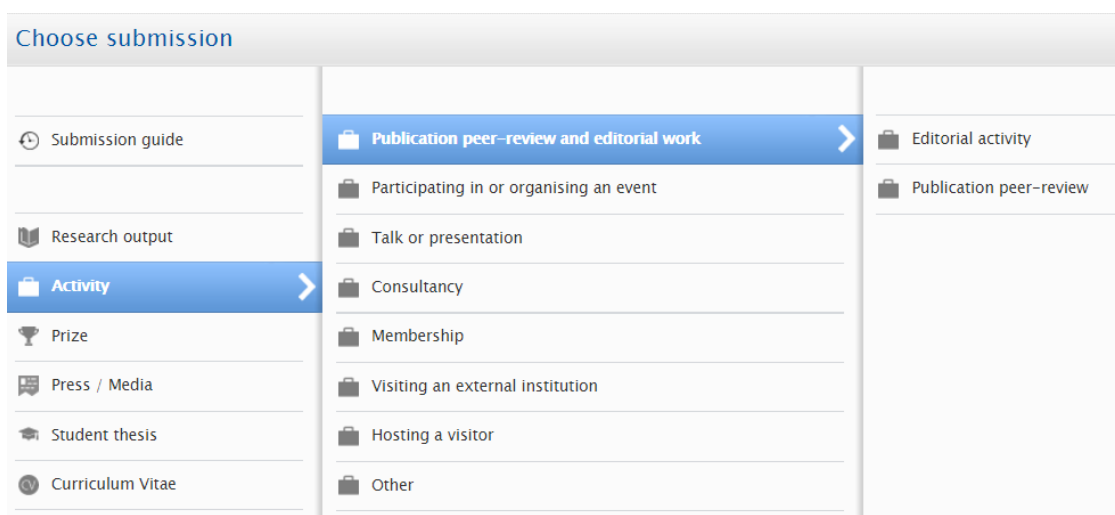 Choose submission
Submission guide
Research output
Activity
Prize
Press / Media
Student thesis
Curriculum Vitae
Publication peer-review and editorial work
Participating in or organising an event
Talk or presentation
Consultancy
Membership
Visiting an external institution
Hosting a visitor
Other
Editorial activity
Publication peer-review